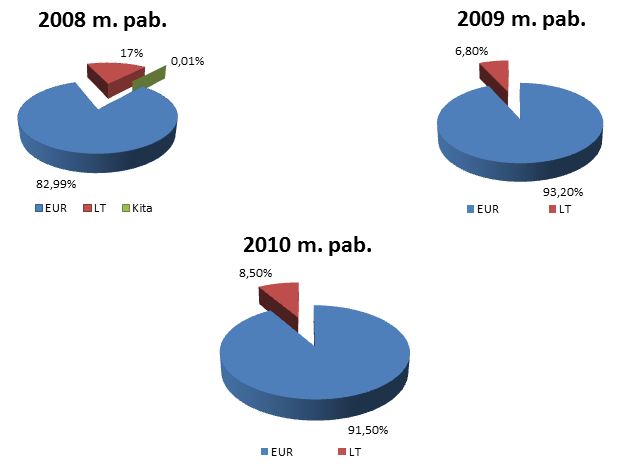 2008 m. pab.
17%
0,01%
82,99%
EUR LT Kita
2009 m. pab.
6,80%
93,20%
EUR LT
2010 m. pab.
8,50%
91,50%
EUR LT